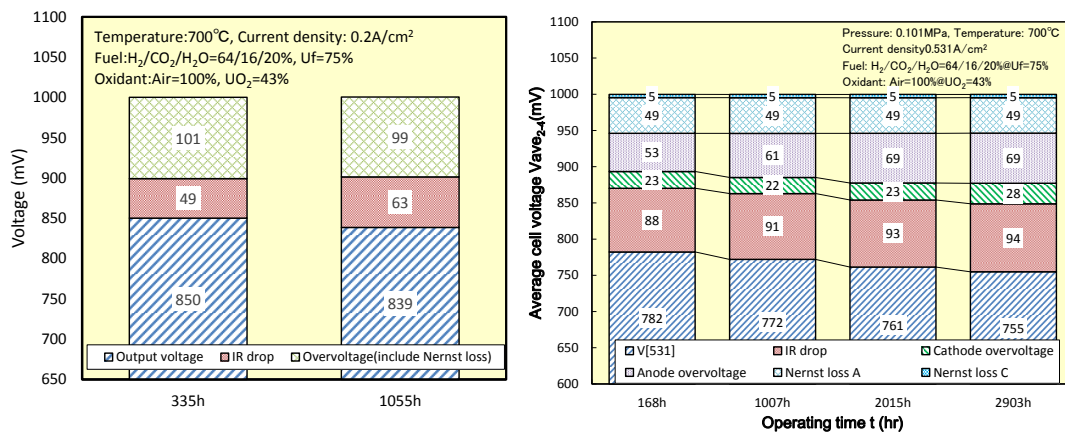 1100
1050
1000
950
900
850
800
750
700
650
Voltage (mV)
Temperature:700℃, Current density: 0.2A/cm²
Fuel:H₂/CO₂/H₂O=64/16/20%, Uf=75%
Oxidant:Air=100%, UO₂=43%
101
99
49
63
850
839
Output voltage
IR drop
Overvoltage(include Nernst loss)
335h
1055h
1100
1050
1000
950
900
850
800
750
700
650
600
Average cell voltage Vave₂₋₄(mV)
Pressure: 0.101MPa, Temperature: 700℃
Current density0.531A/cm²
Fuel: H₂/CO₂/H₂O=64/16/20%@Uf=75%
Oxidant: Air=100%@UO₂=43%
5
5
5
5
49
49
49
49
53
61
69
69
23
22
23
28
88
91
93
94
782
772
761
755
V[531]
IR drop
Cathode overvoltage
Anode overvoltage
Nernst loss A
Nernst loss C
168h
1007h
2015h
2903h
Operating time t (hr)